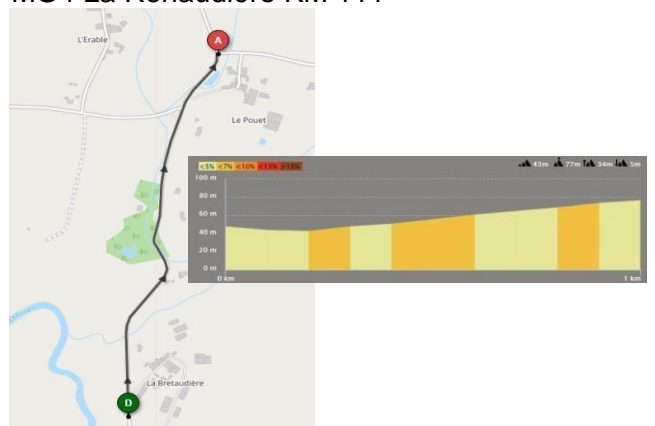 L'Erable
A
Le Pouet
<5% <7% <10% <15% >15%
43m 77m 34m 5m
100 m
80 m
60 m
40 m
20 m
0 m
0 km
1 km
La Bretaudière
D